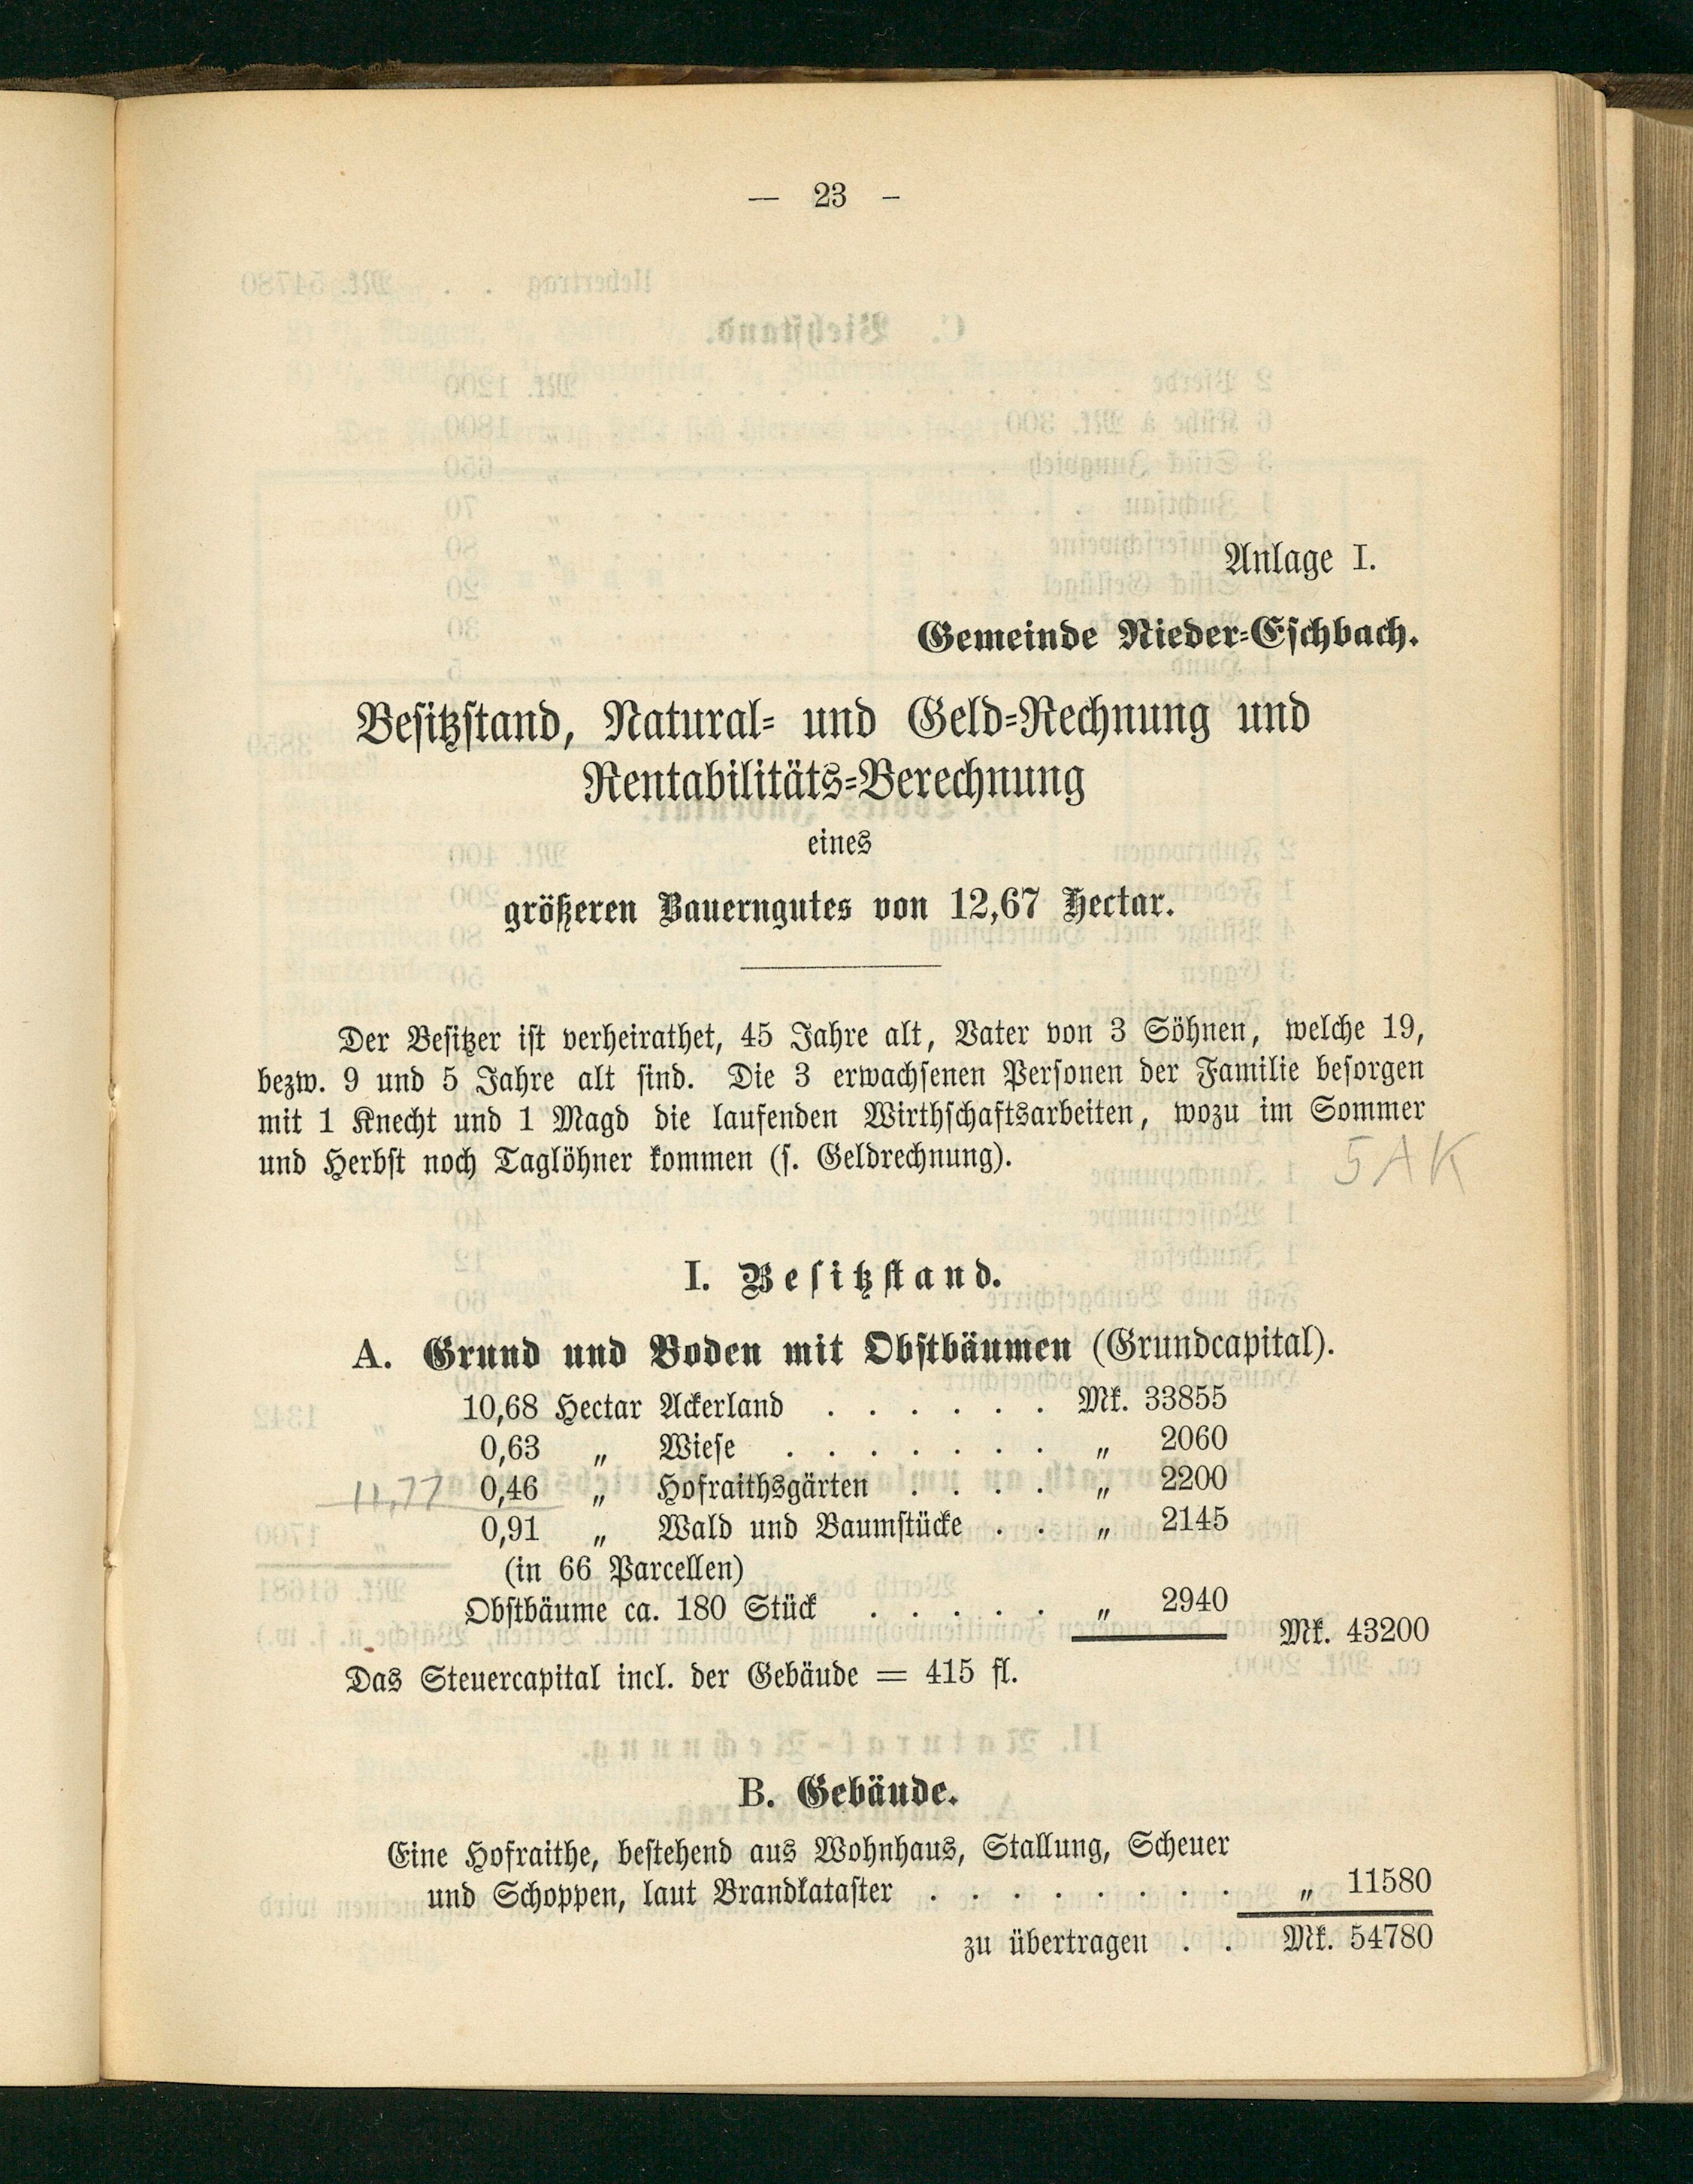 — 23 –
Anlage I.
Gemeinde Nieder-Eschbach.
Besitzstand, Natural- und Geld-Rechnung und
Rentabilitäts-Berechnung
eines
größeren Bauerngutes von 12,67 Hectar.
Der Besitzer ist verheirathet, 45 Jahre alt, Vater von 3 Söhnen, welche 19,
bezw. 9 und 5 Jahre alt sind. Die 3 erwachsenen Personen der Familie besorgen
mit 1 Knecht und 1 Magd die laufenden Wirthschaftsarbeiten, wozu im Sommer
und Herbst noch Taglöhner kommen (s. Geldrechnung).
5 AK
I. Besitzstand.
A. Grund und Boden mit Obstbäumen (Grundcapital).
10,68 Hectar Ackerland . . . . . . Mk. 33855
0,63 „ Wiese . . . . . . . „ 2060
11,77 0,46 „ Hofraithsgärten . . . . „ 2200
0,91 „ Wald und Baumstücke . . „ 2145
(in 66 Parcellen)
Obstbäume ca. 180 Stück . . . . . „ 2940
Mk. 43200
Das Steuercapital incl. der Gebäude = 415 fl.
B. Gebäude.
Eine Hofraithe, bestehend aus Wohnhaus, Stallung, Scheuer
und Schoppen, laut Brandkataster . . . . . . . . „ 11580
zu übertragen . . Mk. 54780